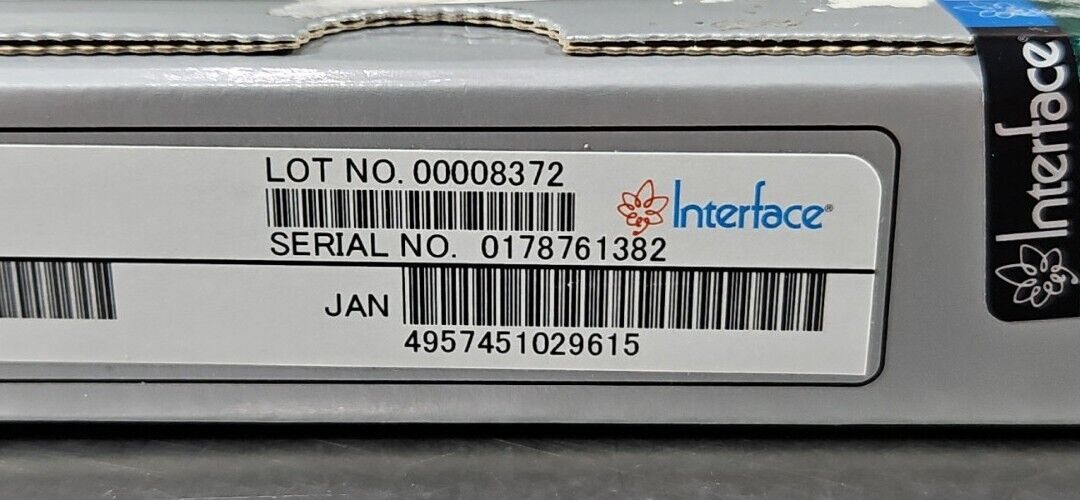 LOT NO. 00008372
Interface®
SERIAL NO. 0178761382
JAN
4957451029615
Interface